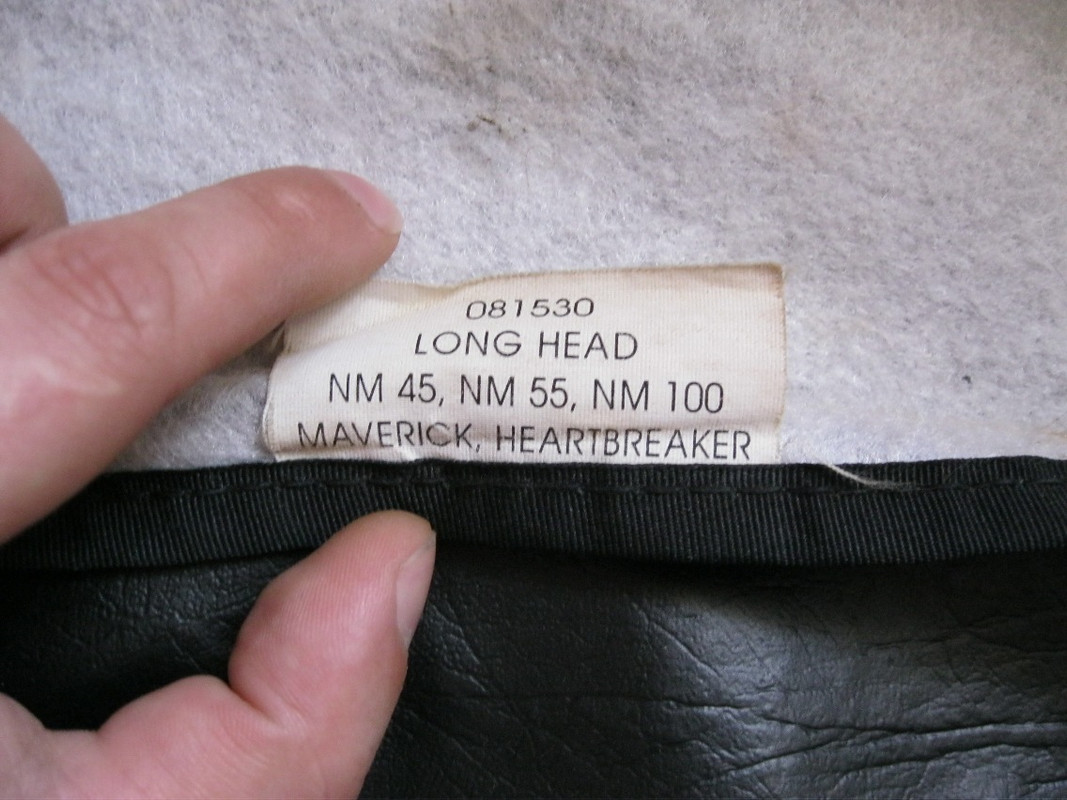 081530
LONG HEAD
NM 45, NM 55, NM 100
MAVERICK, HEARTBREAKER